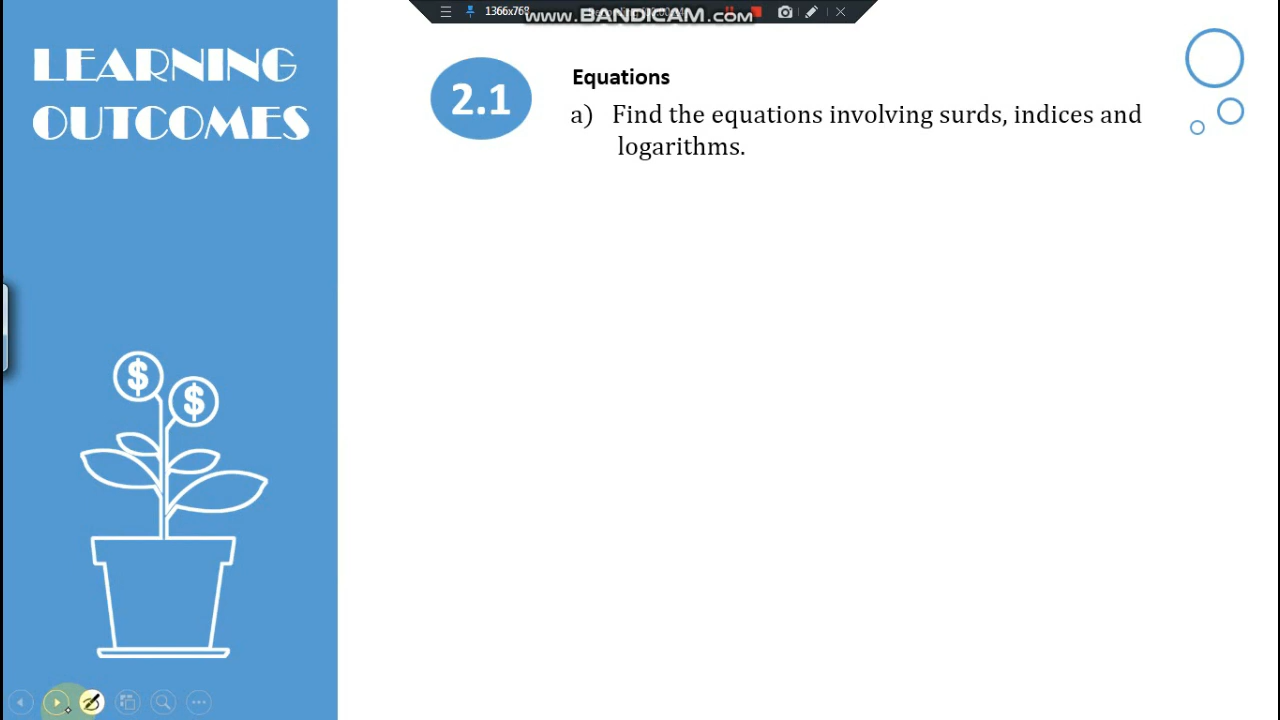 1366x768
www.BANDICAM.com
LEARNING
OUTCOMES
2.1
Equations
a) Find the equations involving surds, indices and
logarithms.
$
$